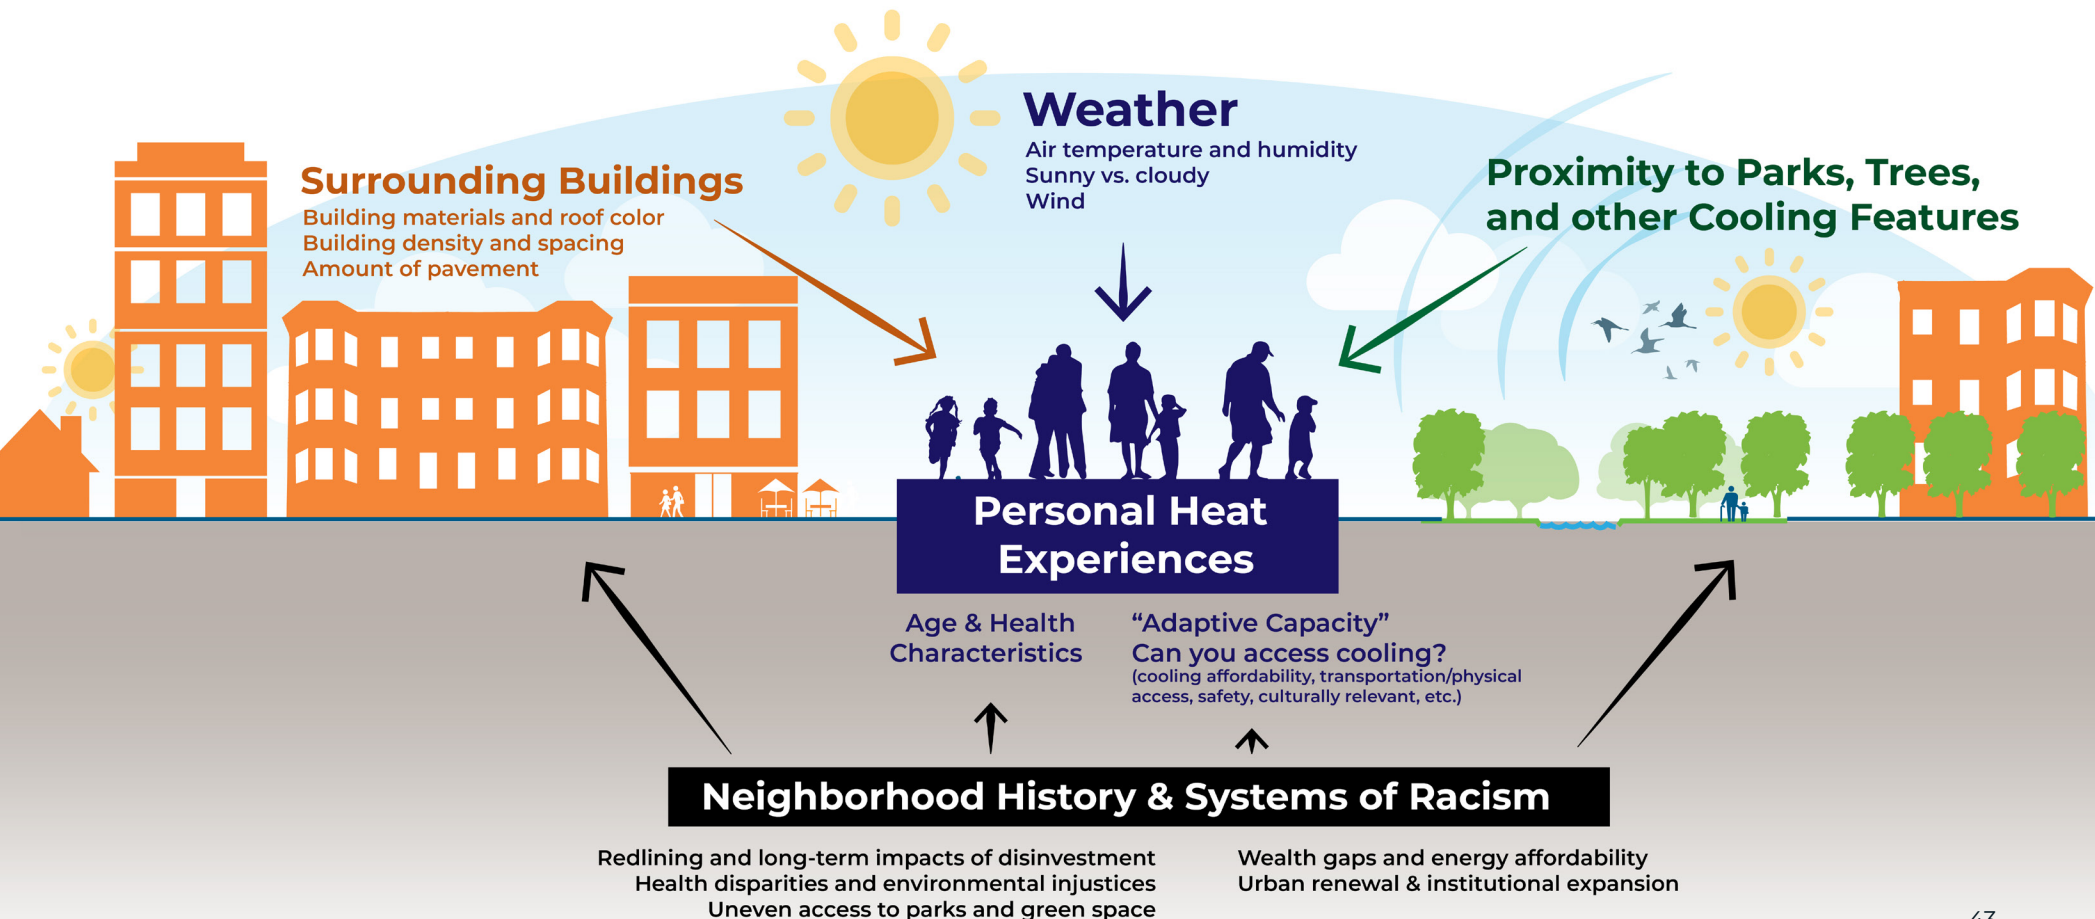 Surrounding Buildings
Building materials and roof color
Building density and spacing
Amount of pavement
Weather
Air temperature and humidity
Sunny vs. cloudy
Wind
Proximity to Parks, Trees,
and other Cooling Features
Personal Heat
Experiences
Age & Health
Characteristics
“Adaptive Capacity”
Can you access cooling?
(cooling affordability, transportation/physical
access, safety, culturally relevant, etc.)
Neighborhood History & Systems of Racism
Redlining and long-term impacts of disinvestment
Health disparities and environmental injustices
Uneven access to parks and green space
Wealth gaps and energy affordability
Urban renewal & institutional expansion